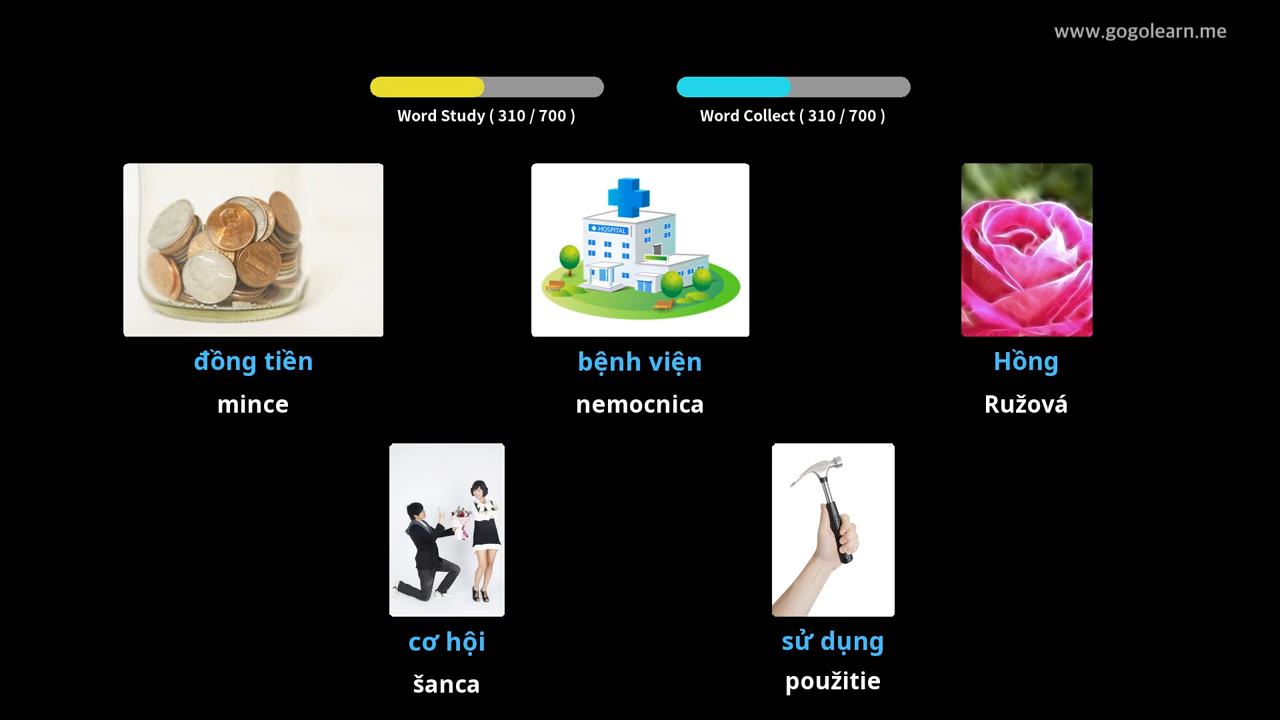 www.gogolearn.me
Word Study ( 310 / 700 )
Word Collect ( 310 / 700 )
HOSPITAL
đồng tiền
bệnh viện
Hồng
mince
nemocnica
Ružová
cơ hội
sử dụng
šanca
použitie